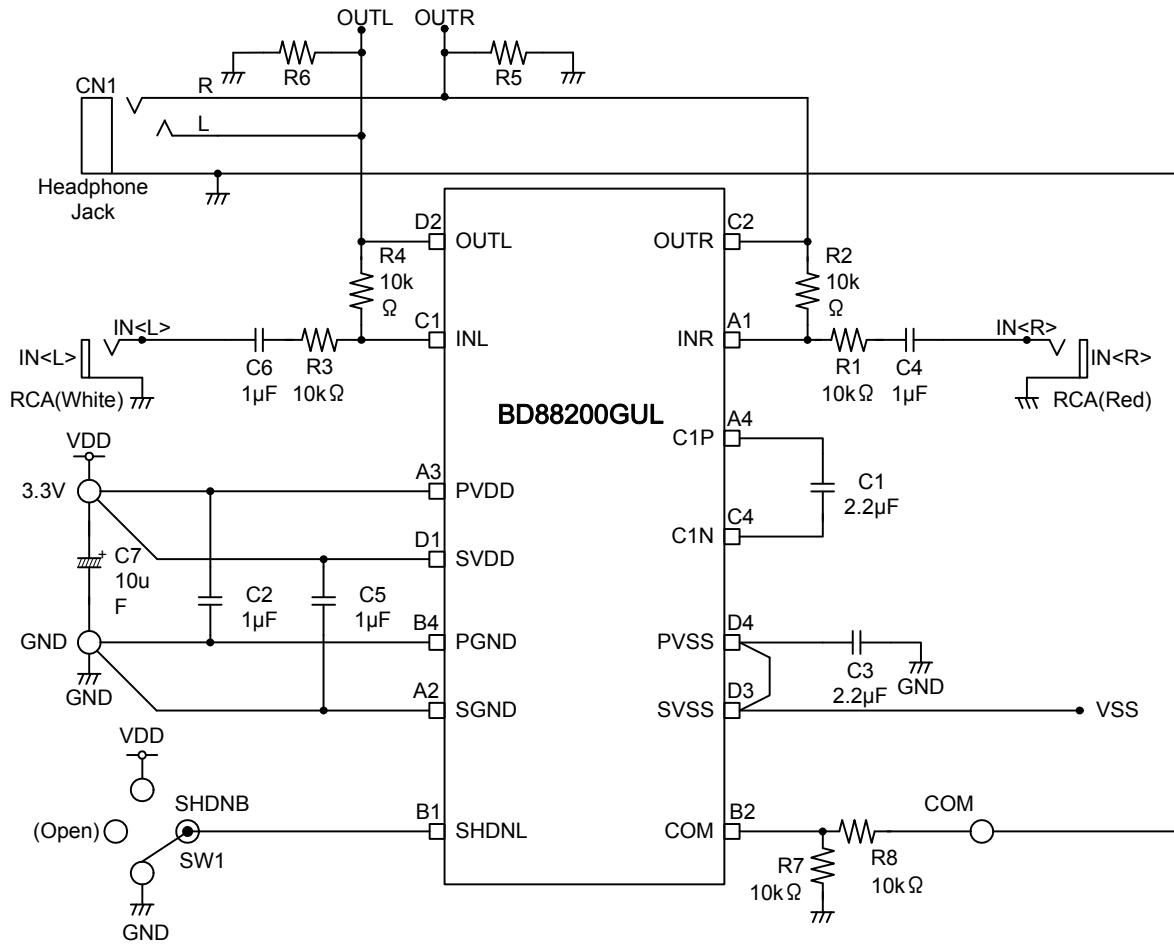 OUTL OUTR
R6
R5
CN1
R
L
Headphone
Jack
D2
OUTL
C2
OUTR
R4
10k
Ω
R2
10k
Ω
IN<L>
IN<L>
RCA(White)
C6
1µF
R3
10kΩ
C1
INL
A1
INR
R1
10kΩ
C4
1µF
IN<R>
IN<R>
RCA(Red)
BD88200GUL
A4
C1P
C1
2.2µF
C4
C1N
VDD
3.3V
A3
PVDD
D1
SVDD
+
C7
10u
F
C2
1µF
C5
1µF
GND
GND
B4
PGND
A2
SGND
D4
PVSS
C3
2.2µF
GND
D3
SVSS
VSS
VDD
(Open)
SHDNB
SW1
GND
B1
SHDNL
B2
COM
COM
R7
10kΩ
R8
10kΩ